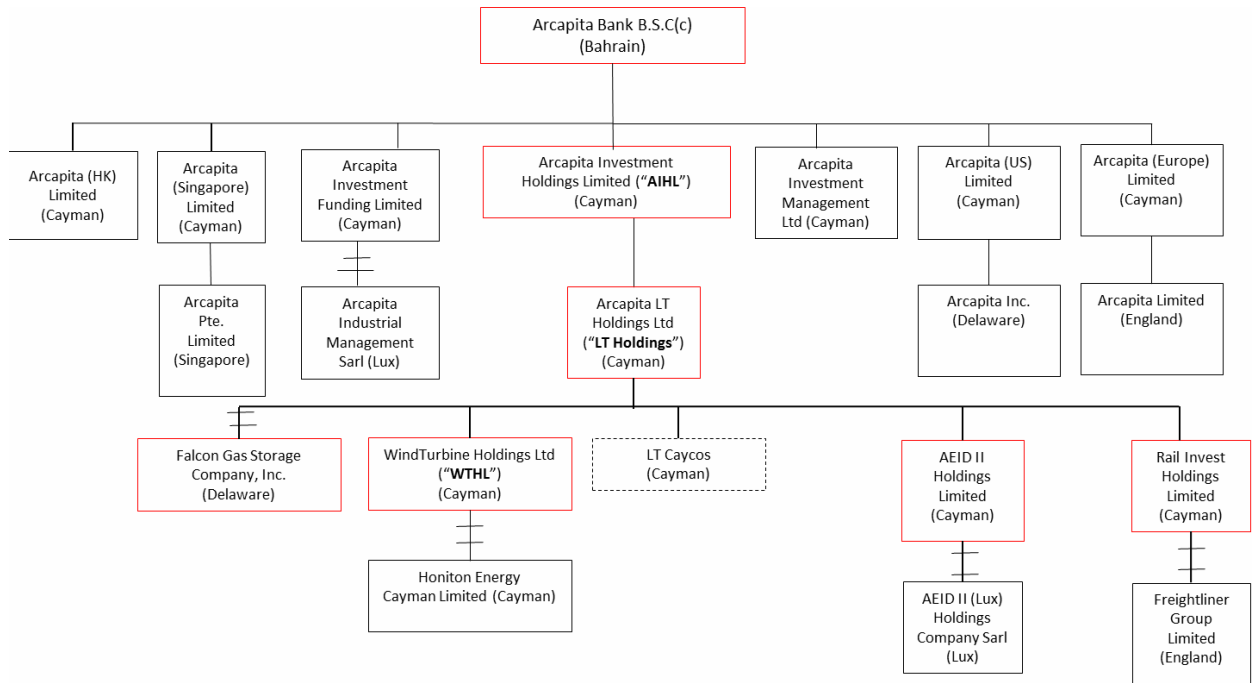 Arcapita Bank B.S.C(c)
(Bahrain)
Arcapita (HK)
Limited
(Cayman)
Arcapita
(Singapore)
Limited
(Cayman)
Arcapita
Investment
Funding Limited
(Cayman)
Arcapita Investment
Holdings Limited (“AIHL”)
(Cayman)
Arcapita
Investment
Management
Ltd (Cayman)
Arcapita (US)
Limited
(Cayman)
Arcapita (Europe)
Limited
(Cayman)
Arcapita
Pte.
Limited
(Singapore)
Arcapita
Industrial
Management
Sarl (Lux)
Arcapita LT
Holdings Ltd
(“LT Holdings”)
(Cayman)
Arcapita Inc.
(Delaware)
Arcapita Limited
(England)
Falcon Gas Storage
Company, Inc.
(Delaware)
WindTurbine Holdings Ltd
(“WTHL”)
(Cayman)
LT Caycos
(Cayman)
AEID II
Holdings
Limited
(Cayman)
Rail Invest
Holdings
Limited
(Cayman)
Honiton Energy
Cayman Limited (Cayman)
AEID II (Lux)
Holdings
Company Sarl
(Lux)
Freightliner
Group
Limited
(England)